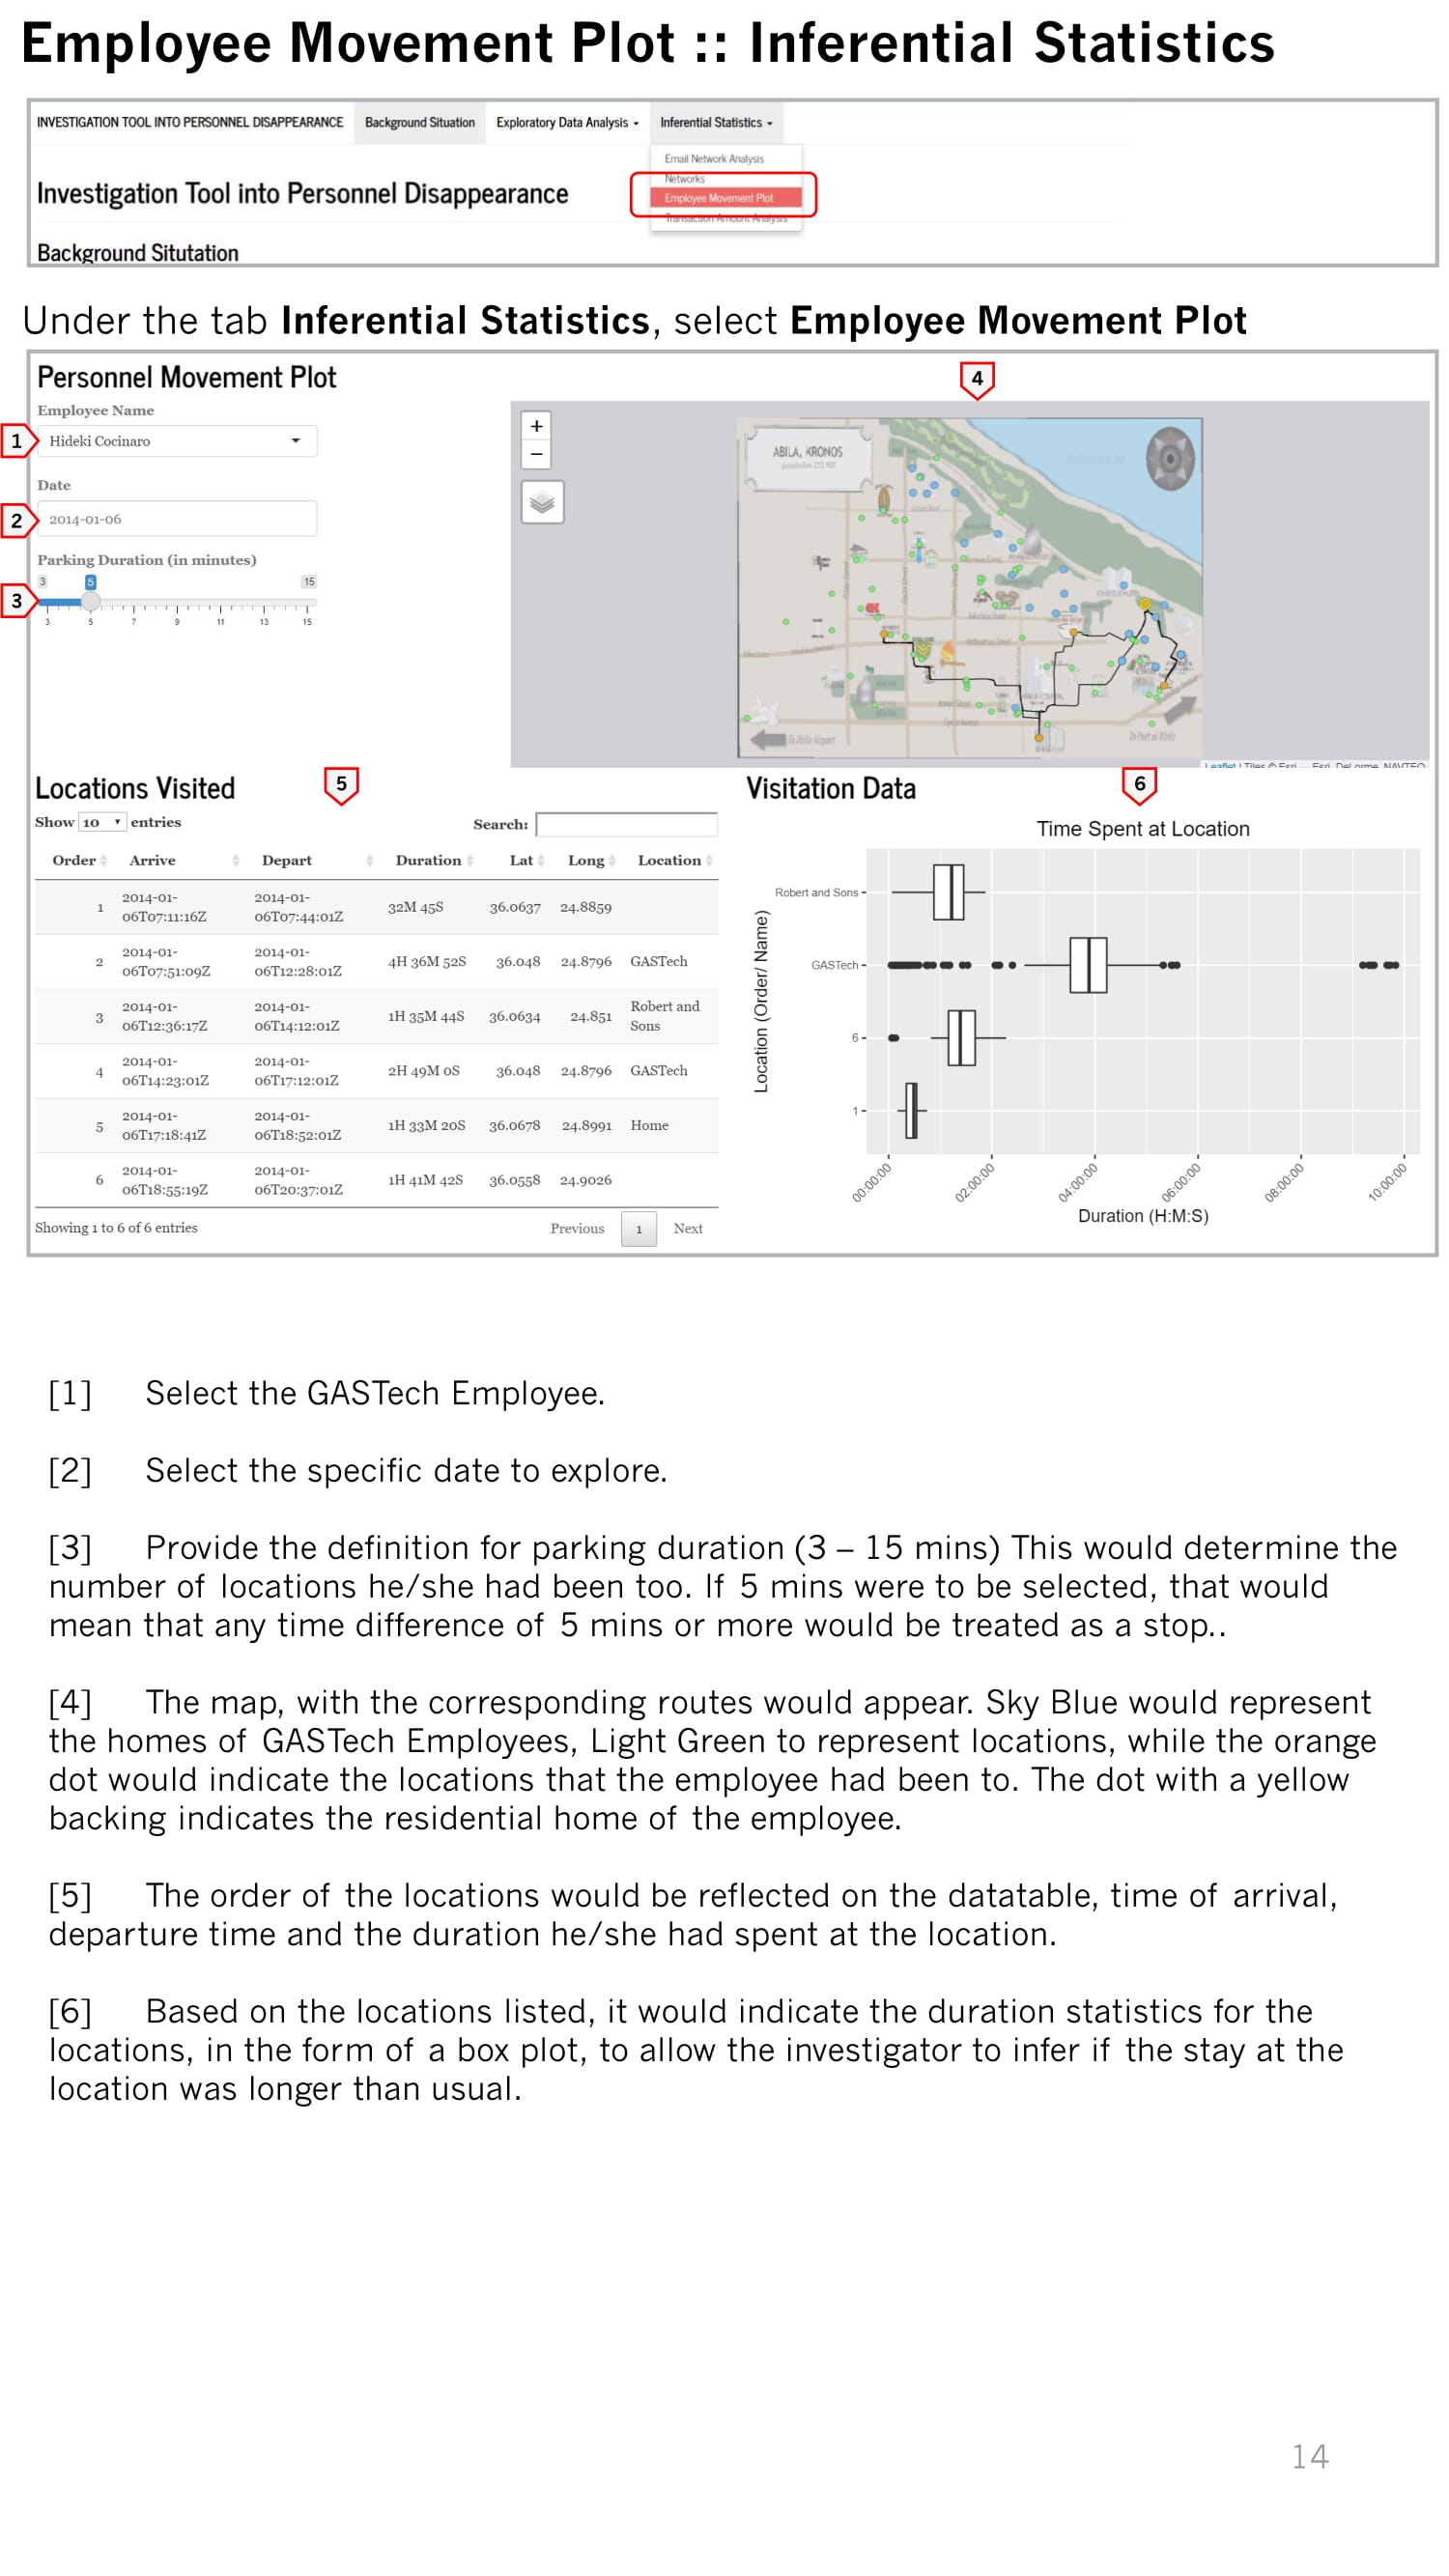 Employee Movement Plot :: Inferential Statistics
INVESTIGATION TOOL INTO PERSONNEL DISAPPEARANCE Background Situation Exploratory Data Analysis Inferential Statistics
Email Network Analysis
Networks
Employee Movement Plot
Transaction Amount Analysis
Investigation Tool into Personnel Disappearance
Background Situtation
Under the tab Inferential Statistics, select Employee Movement Plot
Personnel Movement Plot
4
Employee Name
1 Hideki Cocinaro
Date
2 2014-01-06
Parking Duration (in minutes)
3 5 15
3
3 5 7 9 11 13 15
+
−
ABILA, KRONOS
To Abila Airport
To Port of Abila
Leaflet | Tiles © Esri — Esri, DeLorme, NAVTEQ
Locations Visited 5
Show 10 entries
Search:
Order Arrive Depart Duration Lat Long Location
1 2014-01-06T07:11:16Z 2014-01-06T07:44:01Z 32M 45S 36.0637 24.8859
2 2014-01-06T07:51:09Z 2014-01-06T12:28:01Z 4H 36M 52S 36.048 24.8796 GASTech
3 2014-01-06T12:36:17Z 2014-01-06T14:12:01Z 1H 35M 44S 36.0634 24.851 Robert and Sons
4 2014-01-06T14:23:01Z 2014-01-06T17:12:01Z 2H 49M 0S 36.048 24.8796 GASTech
5 2014-01-06T17:18:41Z 2014-01-06T18:52:01Z 1H 33M 20S 36.0678 24.8991 Home
6 2014-01-06T18:55:19Z 2014-01-06T20:37:01Z 1H 41M 42S 36.0558 24.9026
Showing 1 to 6 of 6 entries
Previous 1 Next
Visitation Data 6
Time Spent at Location
Location (Order/ Name)
Robert and Sons
GASTech
6
1
00:00:00 02:00:00 04:00:00 06:00:00 08:00:00 10:00:00
Duration (H:M:S)
[1] Select the GASTech Employee.
[2] Select the specific date to explore.
[3] Provide the definition for parking duration (3 – 15 mins) This would determine the
number of locations he/she had been too. If 5 mins were to be selected, that would
mean that any time difference of 5 mins or more would be treated as a stop..
[4] The map, with the corresponding routes would appear. Sky Blue would represent
the homes of GASTech Employees, Light Green to represent locations, while the orange
dot would indicate the locations that the employee had been to. The dot with a yellow
backing indicates the residential home of the employee.
[5] The order of the locations would be reflected on the datatable, time of arrival,
departure time and the duration he/she had spent at the location.
[6] Based on the locations listed, it would indicate the duration statistics for the
locations, in the form of a box plot, to allow the investigator to infer if the stay at the
location was longer than usual.
14